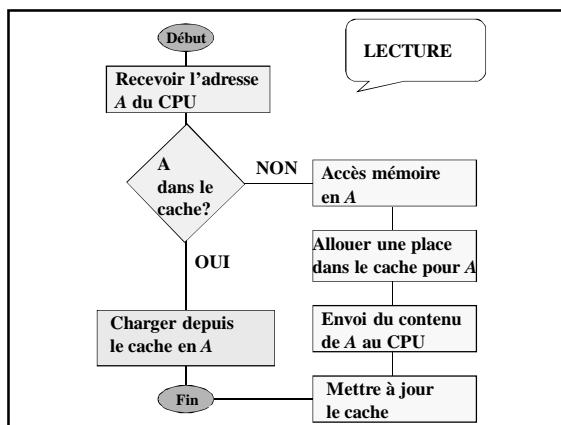 Début
LECTURE
Recevoir l'adresse
A du CPU
A
dans le
cache?
NON
Accès mémoire
en A
Allouer une place
dans le cache pour A
OUI
Envoi du contenu
de A au CPU
Charger depuis
le cache en A
Mettre à jour
le cache
Fin